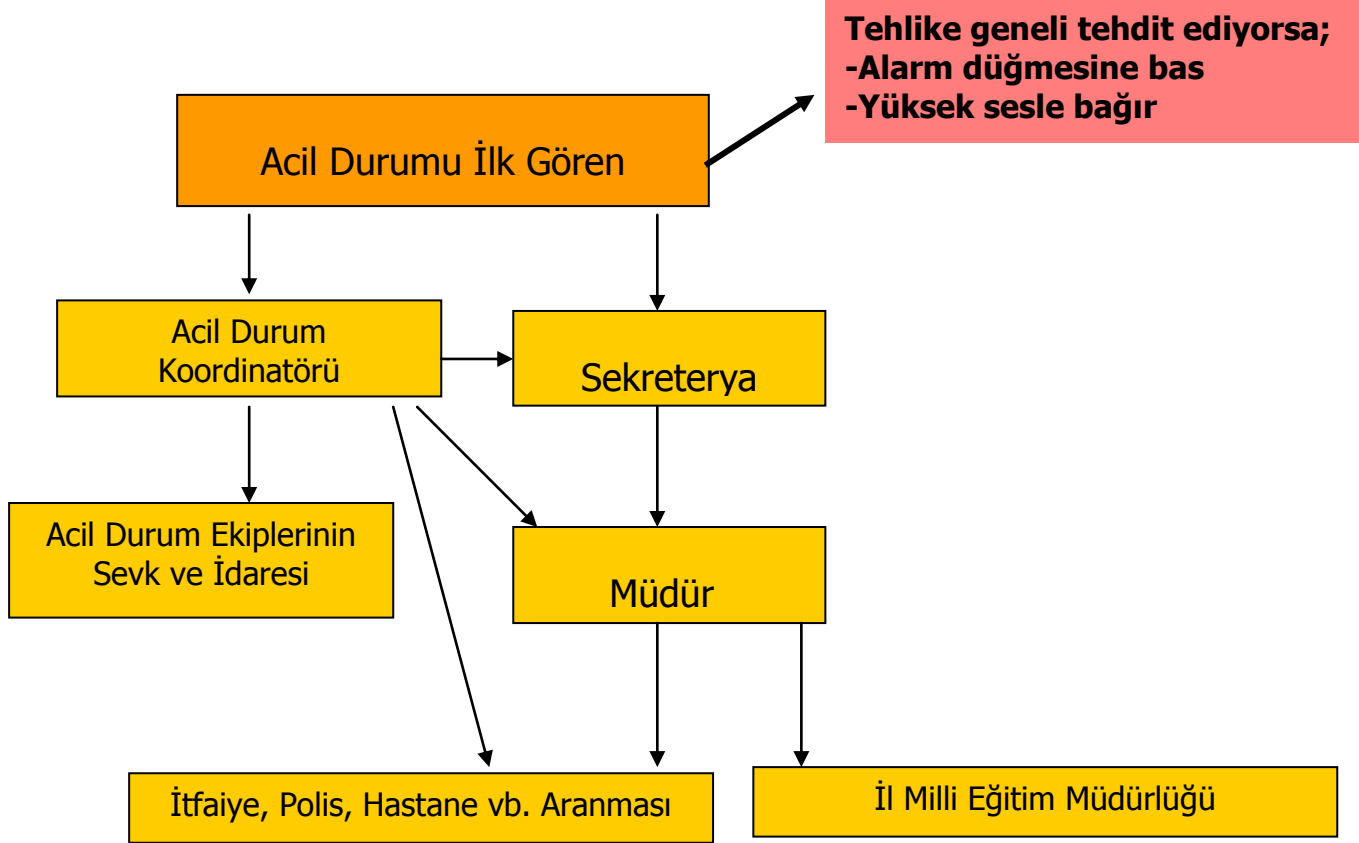 Tehlike geneli tehdit ediyorsa;
-Alarm düğmesine bas
-Yüksek sesle bağır
Acil Durumu İlk Gören
Acil Durum
Koordinatörü
Sekreterya
Acil Durum Ekiplerinin
Sevk ve İdaresi
Müdür
İtfaiye, Polis, Hastane vb. Aranması
İl Milli Eğitim Müdürlüğü